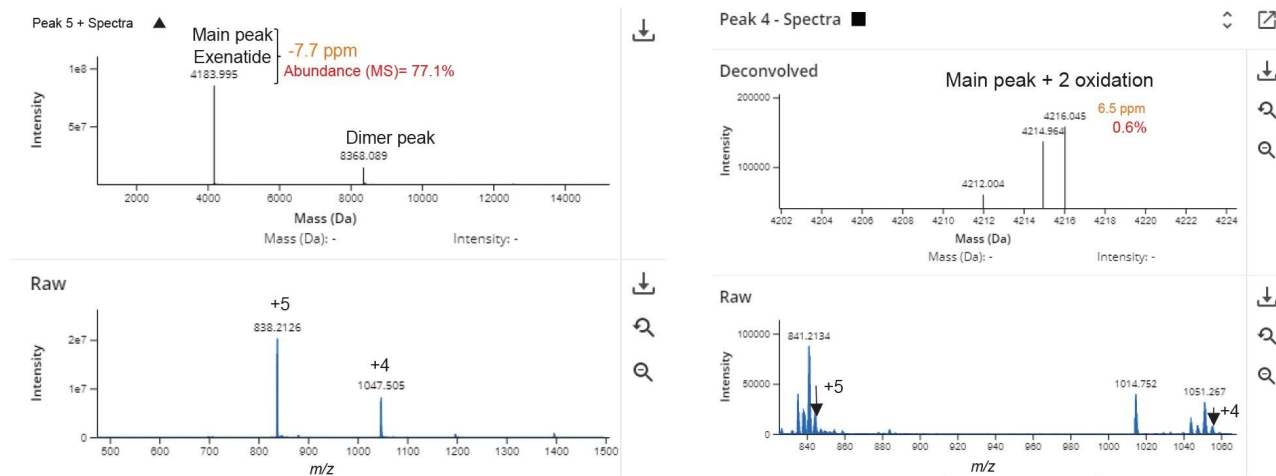 Peak 5 + Spectra ▲
Main peak
Exenatide
-7.7 ppm
Abundance (MS)= 77.1%
4183.995
Dimer peak
8368.089
1e8
5e7
Intensity
2000 4000 6000 8000 10000 12000 14000
Mass (Da)
Mass (Da): - Intensity: -
Raw
+5
838.2126
+4
1047.505
2e7
1e7
0
Intensity
500 600 700 800 900 1000 1100 1200 1300 1400 1500
m/z
Peak 4 - Spectra ■
Deconvolved
Main peak + 2 oxidation
6.5 ppm
0.6%
4216.045
4214.964
4212.004
200000
100000
Intensity
4202 4204 4206 4208 4210 4212 4214 4216 4218 4220 4222 4224
Mass (Da)
Mass (Da): - Intensity: -
Raw
841.2134
+5
1014.752
1051.267
+4
100000
50000
0
Intensity
840 860 880 900 920 940 960 980 1000 1020 1040 1060
m/z